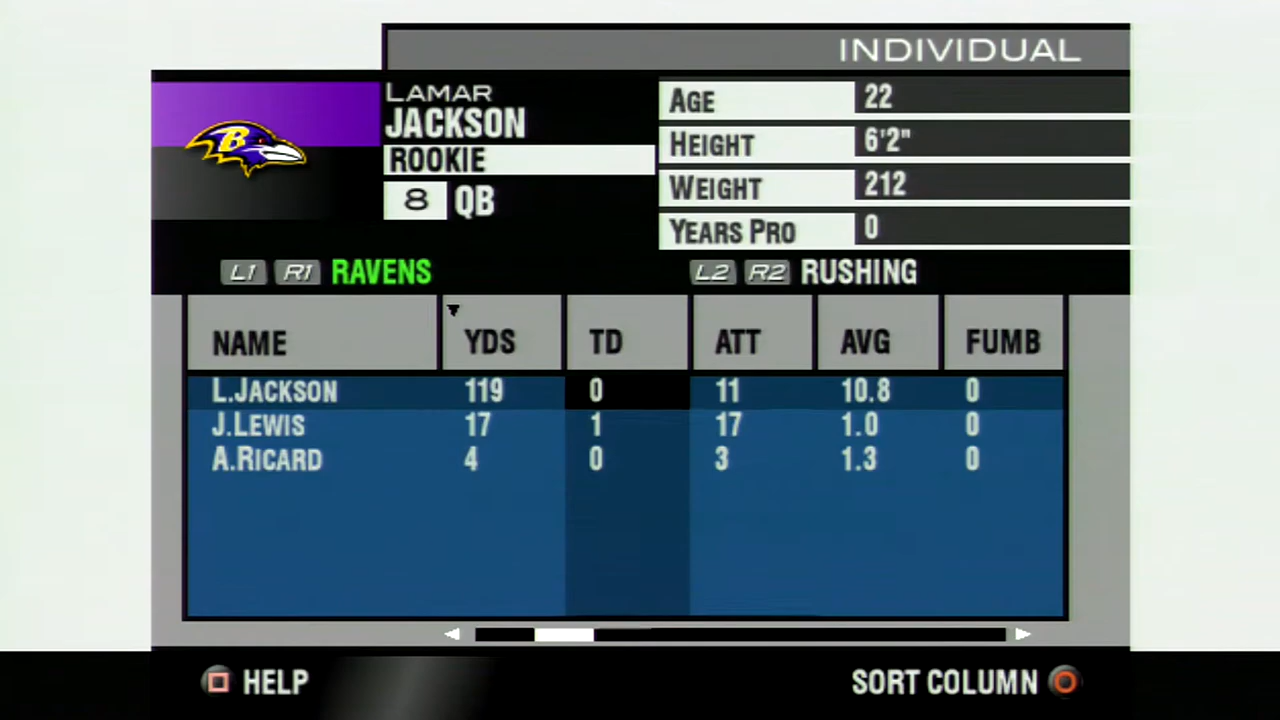 INDIVIDUAL
LAMAR
JACKSON
ROOKIE
8 QB
AGE 22
HEIGHT 6'2"
WEIGHT 212
YEARS PRO 0
B
L1 R1 RAVENS L2 R2 RUSHING
NAME YDS TD ATT AVG FUMB
L.JACKSON 119 0 11 10.8 0
J.LEWIS 17 1 17 1.0 0
A.RICARD 4 0 3 1.3 0
HELP SORT COLUMN